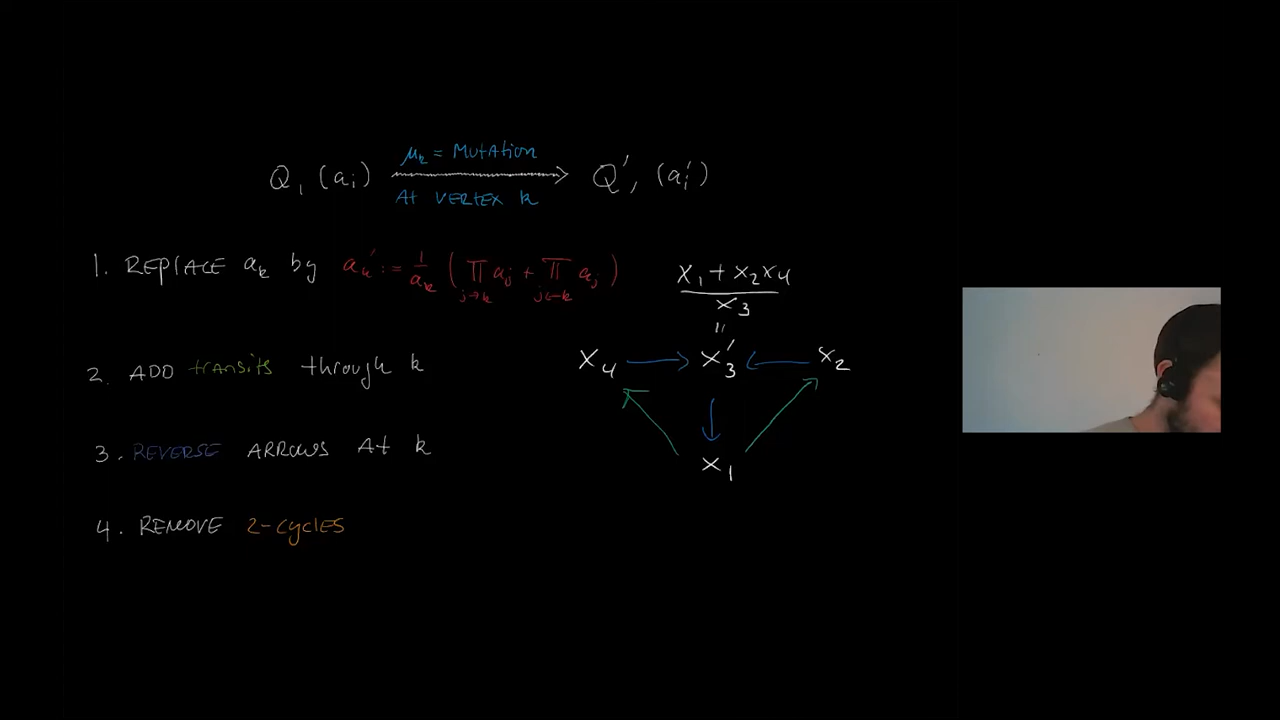 μₖ = Mutation
Q, (aᵢ) ⟶ Q', (aᵢ')
At vertex k
1. Replace aₖ by aₖ' := 1/aₖ (∏_{j→k} aⱼ + ∏_{j←k} aⱼ)
x₁ + x₂x₄
x₃
"
x₄ → x₃' ← x₂
2. ADD transits through k
3. REVERSE ARROWS At k
x₁
4. REMOVE 2-cycles